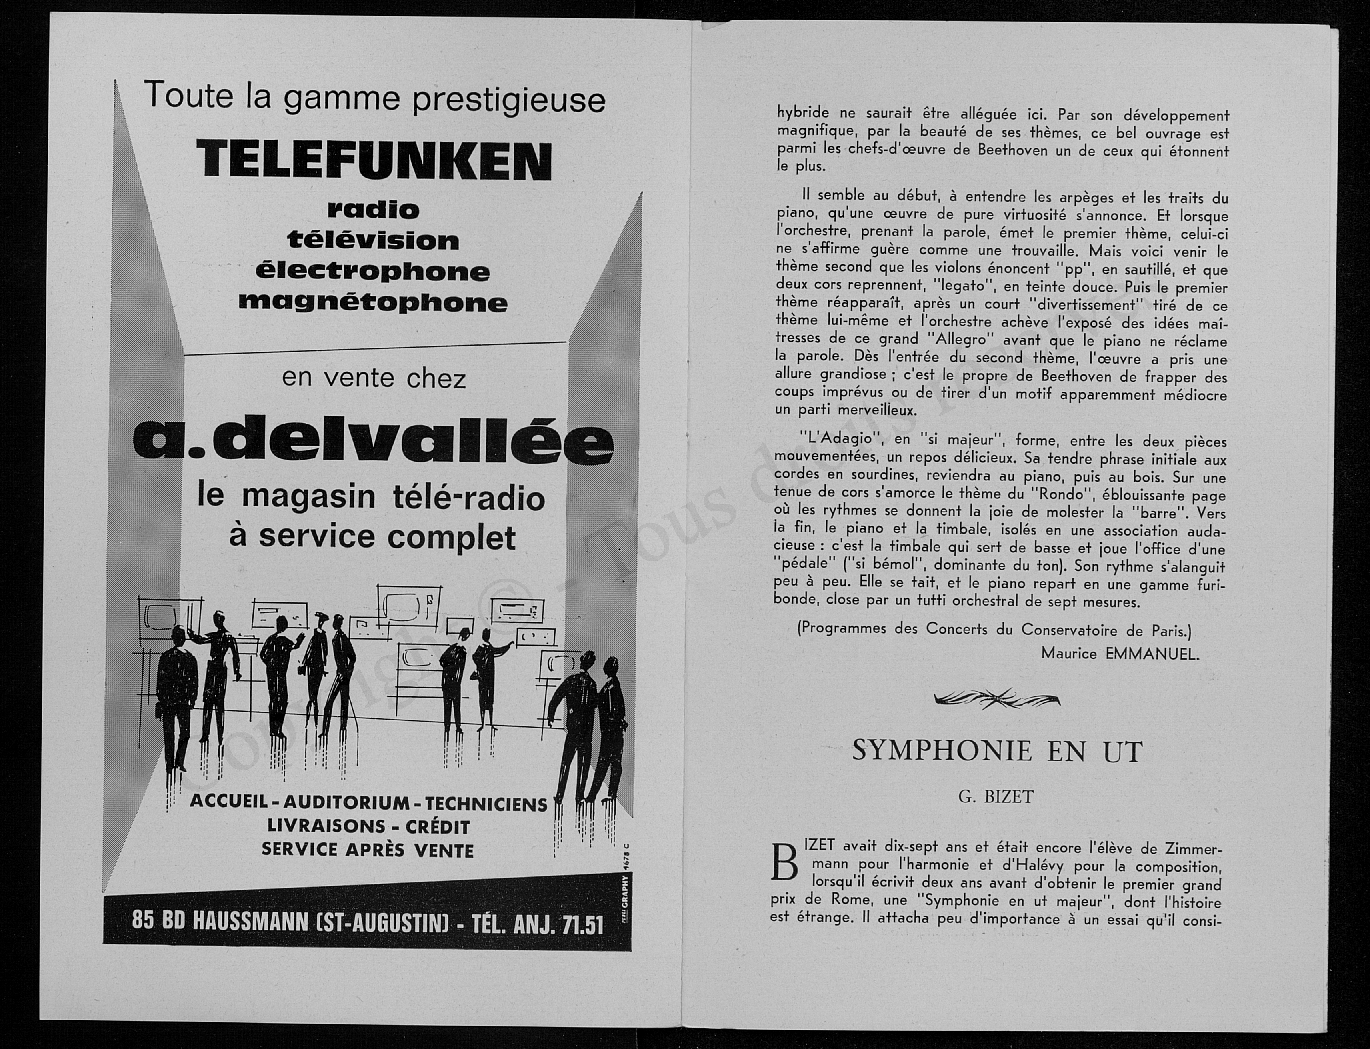 Toute la gamme prestigieuse
TELEFUNKEN
radio
télévision
électrophone
magnétophone
en vente chez
a.delvallée
le magasin télé-radio
à service complet
ACCUEIL - AUDITORIUM - TECHNICIENS
LIVRAISONS - CRÉDIT
SERVICE APRÈS VENTE
85 BD HAUSSMANN (ST-AUGUSTIN) - TÉL. ANJ. 71.51
GRAPHY 1678 C
hybride ne saurait être alléguée ici. Par son développement
magnifique, par la beauté de ses thèmes, ce bel ouvrage est
parmi les chefs-d'œuvre de Beethoven un de ceux qui étonnent
le plus.
Il semble au début, à entendre les arpèges et les traits du
piano, qu'une œuvre de pure virtuosité s'annonce. Et lorsque
l'orchestre, prenant la parole, émet le premier thème, celui-ci
ne s'affirme guère comme une trouvaille. Mais voici venir le
thème second que les violons énoncent "pp", en sautillé, et que
deux cors reprennent, "legato", en teinte douce. Puis le premier
thème réapparaît, après un court "divertissement" tiré de ce
thème lui-même et l'orchestre achève l'exposé des idées maî-
tresses de ce grand "Allegro" avant que le piano ne réclame
la parole. Dès l'entrée du second thème, l'œuvre a pris une
allure grandiose ; c'est le propre de Beethoven de frapper des
coups imprévus ou de tirer d'un motif apparemment médiocre
un parti merveilleux.
"L'Adagio", en "si majeur", forme, entre les deux pièces
mouvementées, un repos délicieux. Sa tendre phrase initiale aux
cordes en sourdines, reviendra au piano, puis au bois. Sur une
tenue de cors s'amorce le thème du "Rondo", éblouissante page
où les rythmes se donnent la joie de molester la "barre". Vers
la fin, le piano et la timbale, isolés en une association auda-
cieuse : c'est la timbale qui sert de basse et joue l'office d'une
"pédale" ("si bémol", dominante du ton). Son rythme s'alanguit
peu à peu. Elle se tait, et le piano repart en une gamme furi-
bonde, close par un tutti orchestral de sept mesures.
(Programmes des Concerts du Conservatoire de Paris.)
Maurice EMMANUEL.
SYMPHONIE EN UT
G. BIZET
BIZET avait dix-sept ans et était encore l'élève de Zimmer-
mann pour l'harmonie et d'Halévy pour la composition,
lorsqu'il écrivit deux ans avant d'obtenir le premier grand
prix de Rome, une "Symphonie en ut majeur", dont l'histoire
est étrange. Il attacha peu d'importance à un essai qu'il consi-
Copyright © - Tous droits réservés